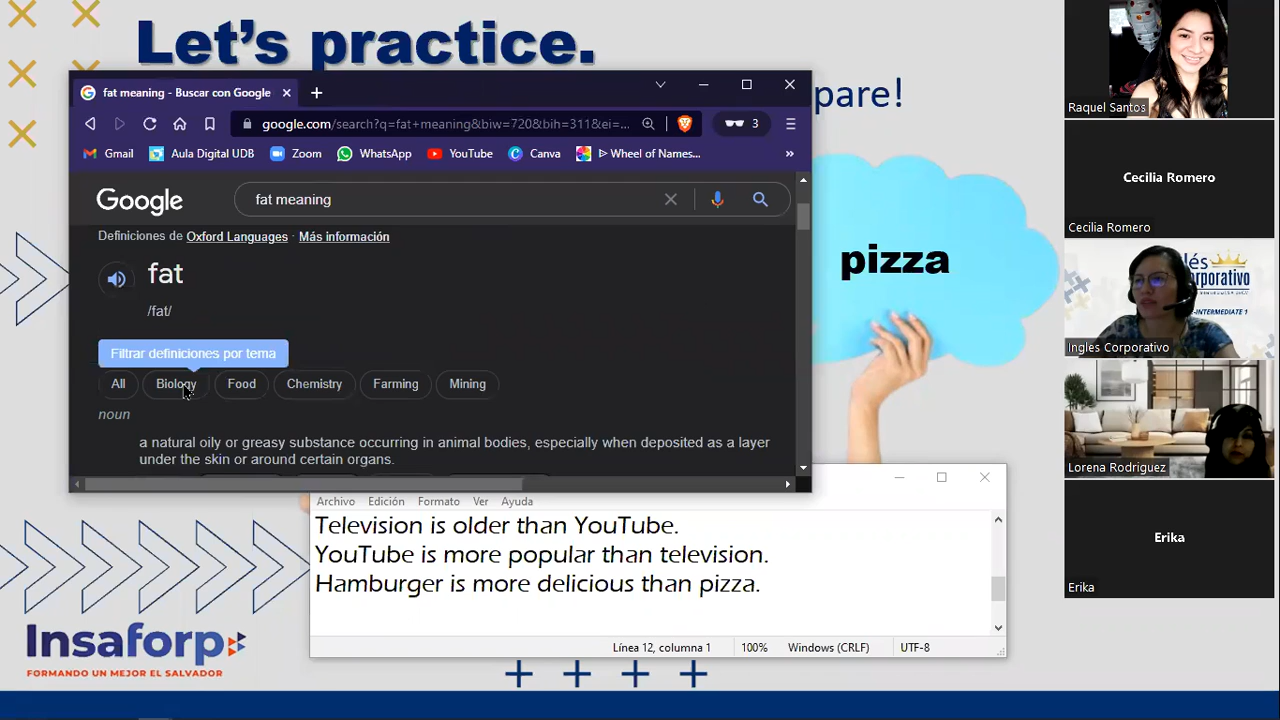 Let's practice.
pare!
fat meaning - Buscar con Google
google.com/search?q=fat+meaning&biw=720&bih=311&ei=...
3
Gmail
Aula Digital UDB
Zoom
WhatsApp
YouTube
Canva
ᐅ Wheel of Names...
»
Google
fat meaning
Definiciones de Oxford Languages · Más información
fat
/fat/
Filtrar definiciones por tema
All
Biology
Food
Chemistry
Farming
Mining
noun
a natural oily or greasy substance occurring in animal bodies, especially when deposited as a layer
under the skin or around certain organs.
pizza
Archivo Edición Formato Ver Ayuda
Television is older than YouTube.
YouTube is more popular than television.
Hamburger is more delicious than pizza.
Línea 12, columna 1 100% Windows (CRLF) UTF-8
Insaforp
FORMANDO UN MEJOR EL SALVADOR
Raquel Santos
Cecilia Romero
Cecilia Romero
Ingles Corporativo
Lorena Rodriguez
Erika
Erika